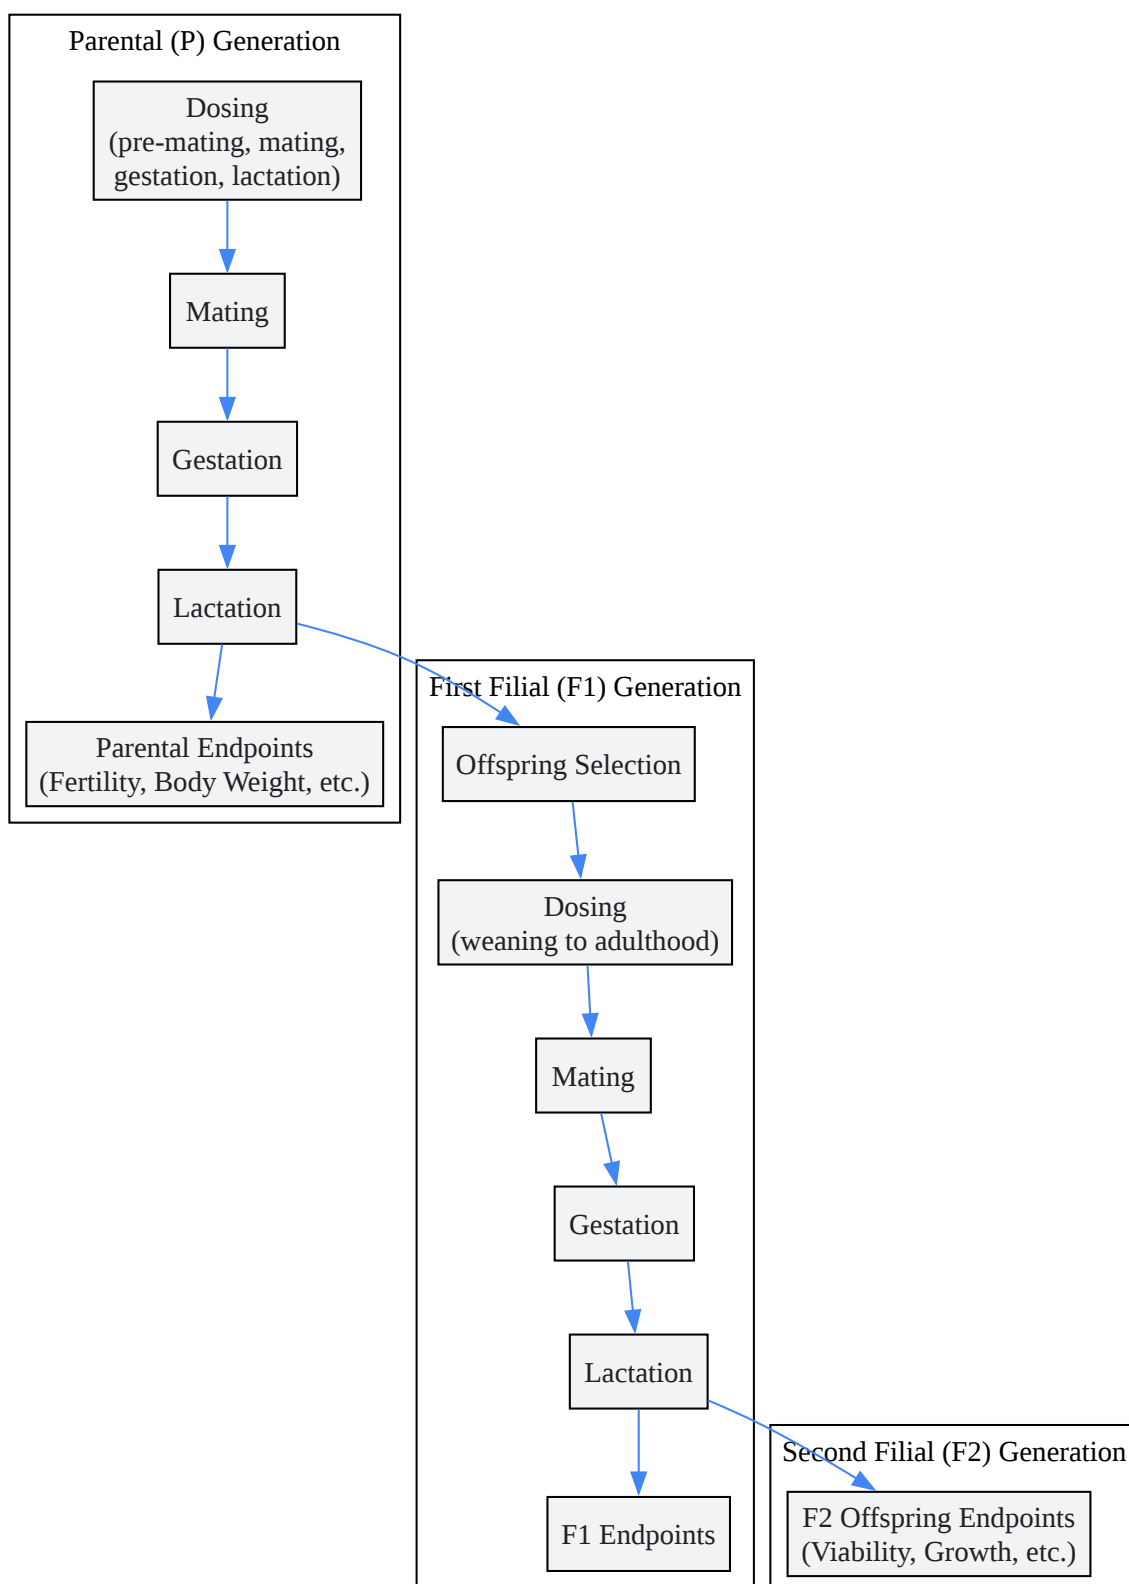 Parental (P) Generation
Dosing
(pre-mating, mating,
gestation, lactation)
Mating
Gestation
Lactation
Parental Endpoints
(Fertility, Body Weight, etc.)
First Filial (F1) Generation
Offspring Selection
Dosing
(weaning to adulthood)
Mating
Gestation
Lactation
F1 Endpoints
Second Filial (F2) Generation
F2 Offspring Endpoints
(Viability, Growth, etc.)